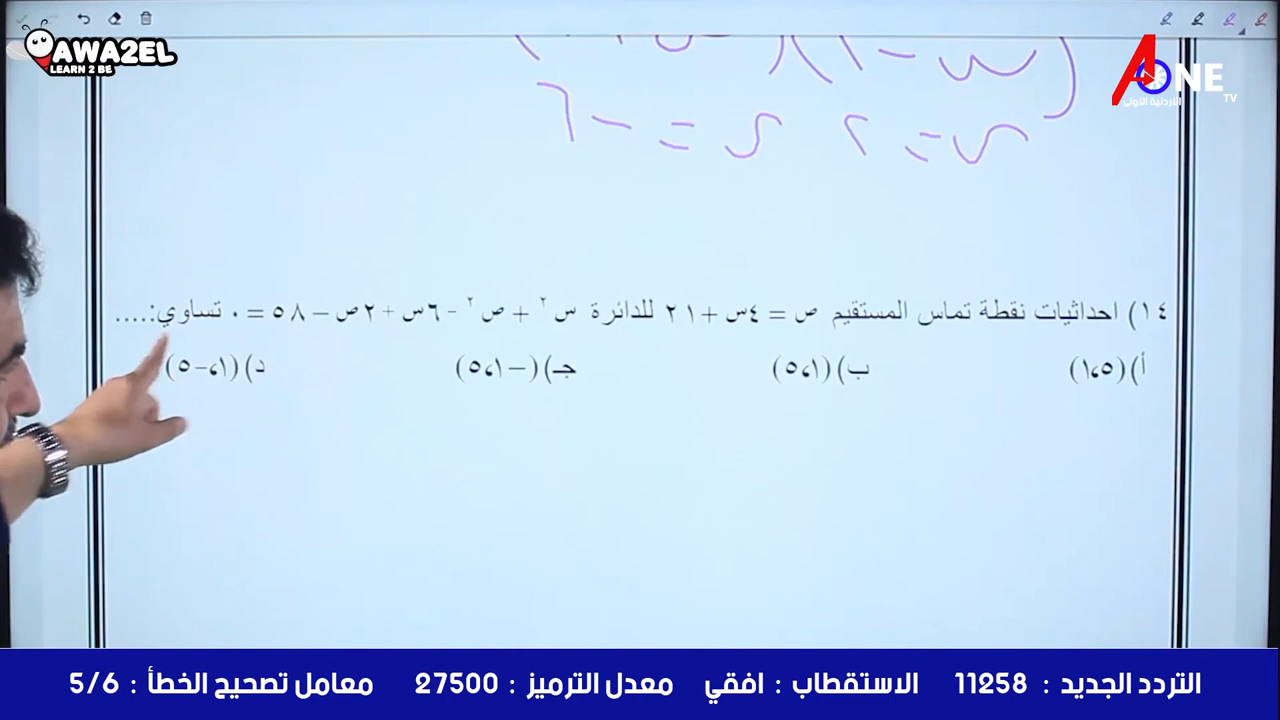 AWA2EL
LEARN 2 BE
A ONE TV
الأردنية الأولى
س = ٢ س = -٦
١٤) احداثيات نقطة تماس المستقيم ص = ٤س + ٢١ للدائرة س٢ + ص٢ - ٦س + ٢ص – ٥٨ = ٠ تساوي:....
أ) (١،٥) ب) (٥،١) جـ) (–٥،١) د) (١،–٥)
التردد الجديد : 11258 الاستقطاب : افقي معدل الترميز : 27500 معامل تصحيح الخطأ : 5/6